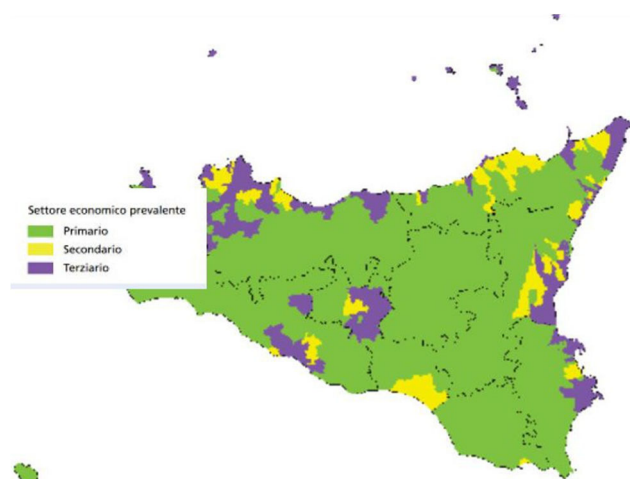 Settore economico prevalente
Primario
Secondario
Terziario